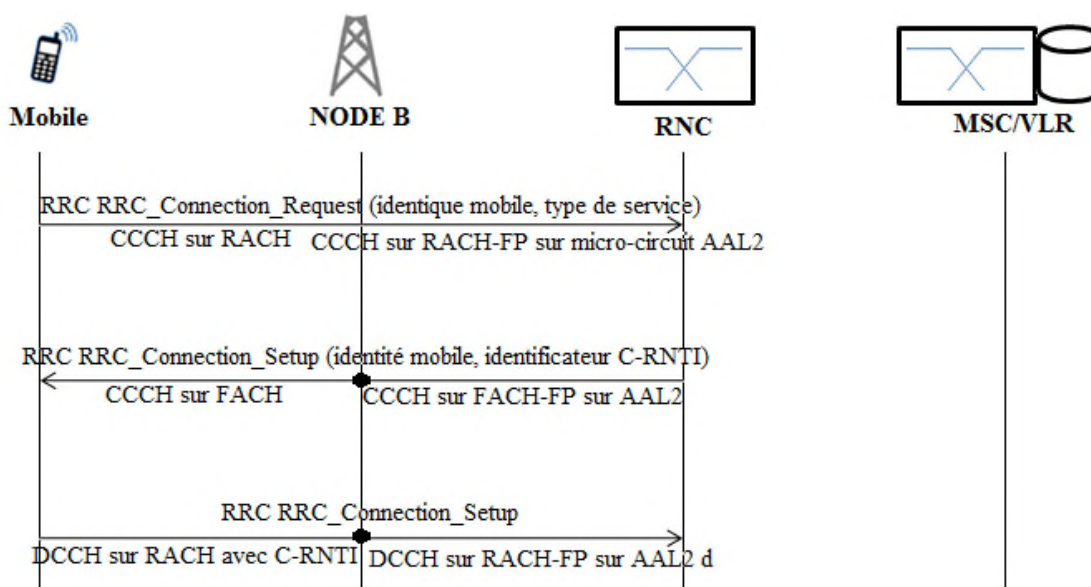 Mobile
NODE B
RNC
MSC/VLR
RRC RRC_Connection_Request (identique mobile, type de service)
CCCH sur RACH
CCCH sur RACH-FP sur micro-circuit AAL2
RRC RRC_Connection_Setup (identité mobile, identificateur C-RNTI)
CCCH sur FACH
CCCH sur FACH-FP sur AAL2
RRC RRC_Connection_Setup
DCCH sur RACH avec C-RNTI
DCCH sur RACH-FP sur AAL2 d